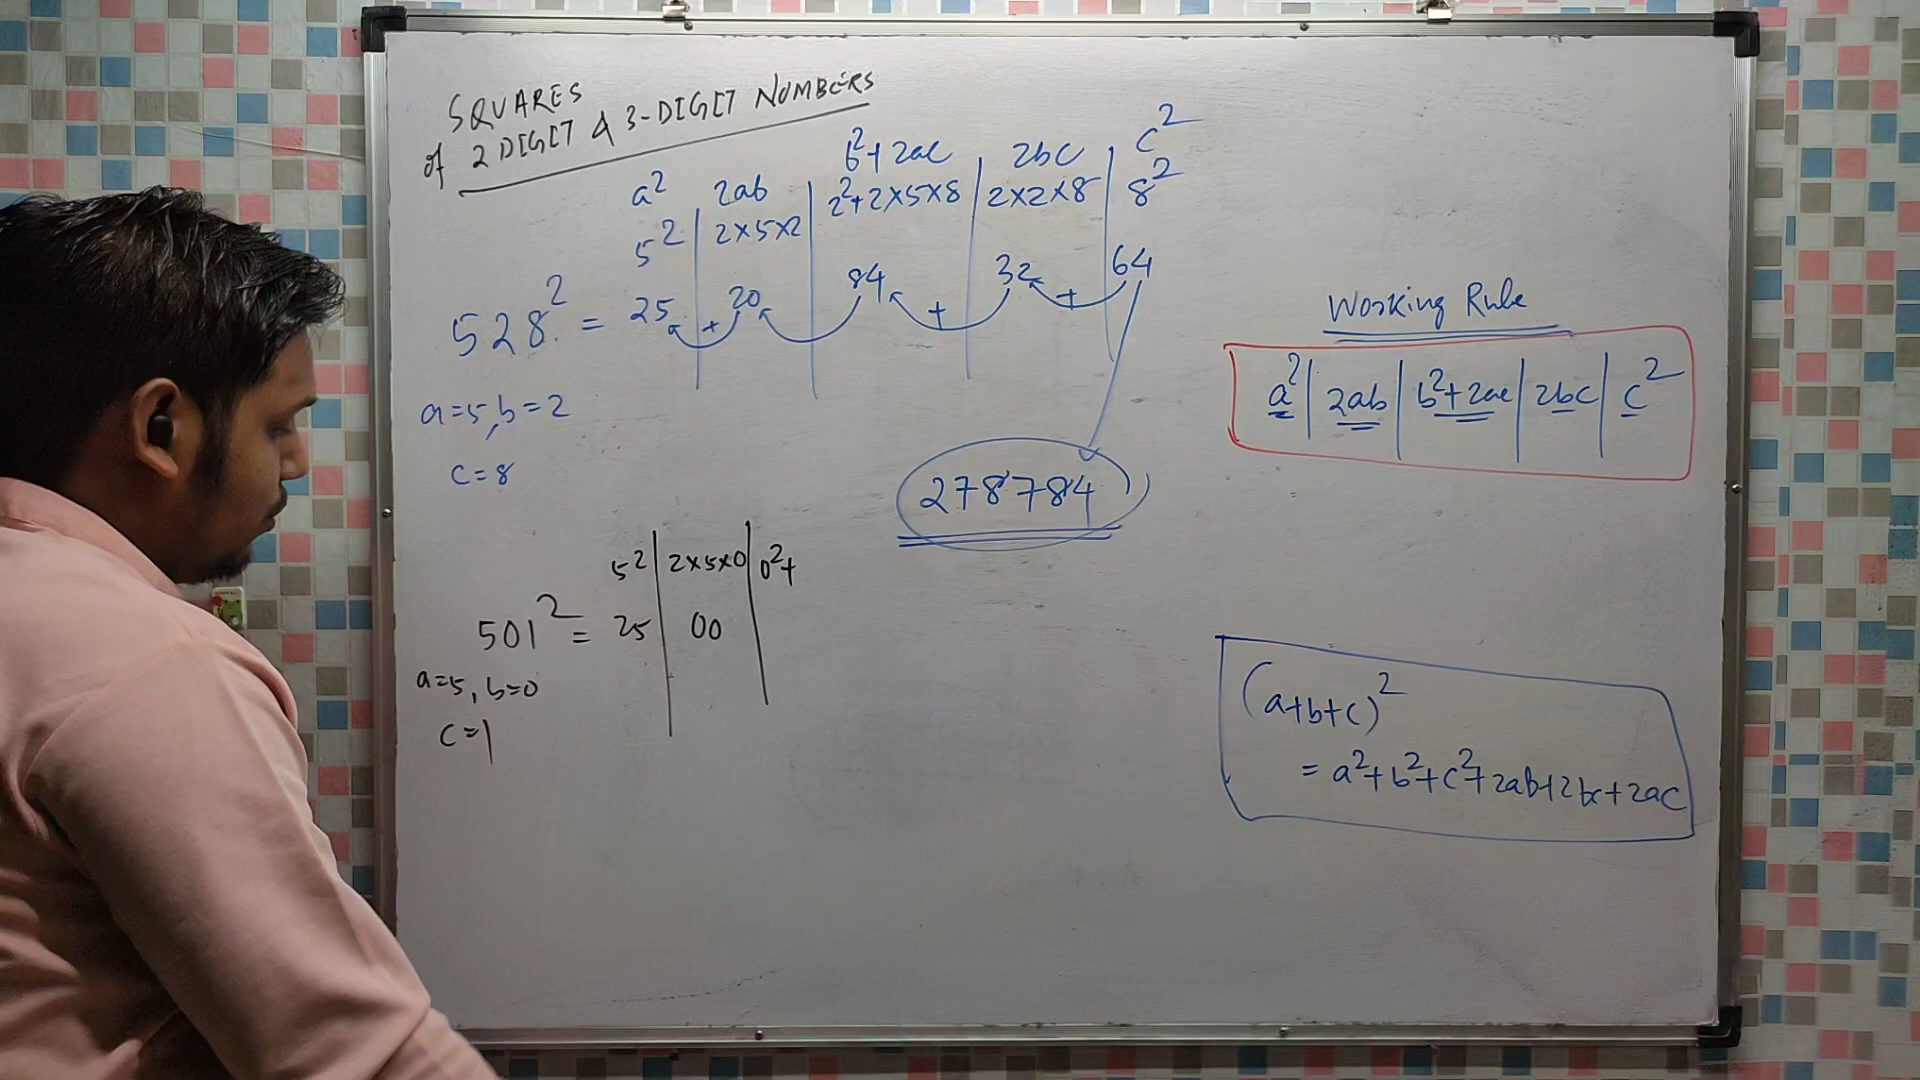 SQUARES
of 2 DIGIT & 3-DIGIT NUMBERS
a² 2ab | b²+2ac | 2bc | c²
5² | 2×5×2 | 2²+2×5×8 | 2×2×8 | 8²
528² = 25 + 20 84 + 32 + 64
a=5, b=2
c=8
278784
Working Rule
a² | 2ab | b²+2ac | 2bc | c²
5² | 2×5×0 | 0²+
501² = 25 | 00 |
a=5, b=0
c=1
(a+b+c)²
= a²+b²+c²+2ab+2bc+2ac